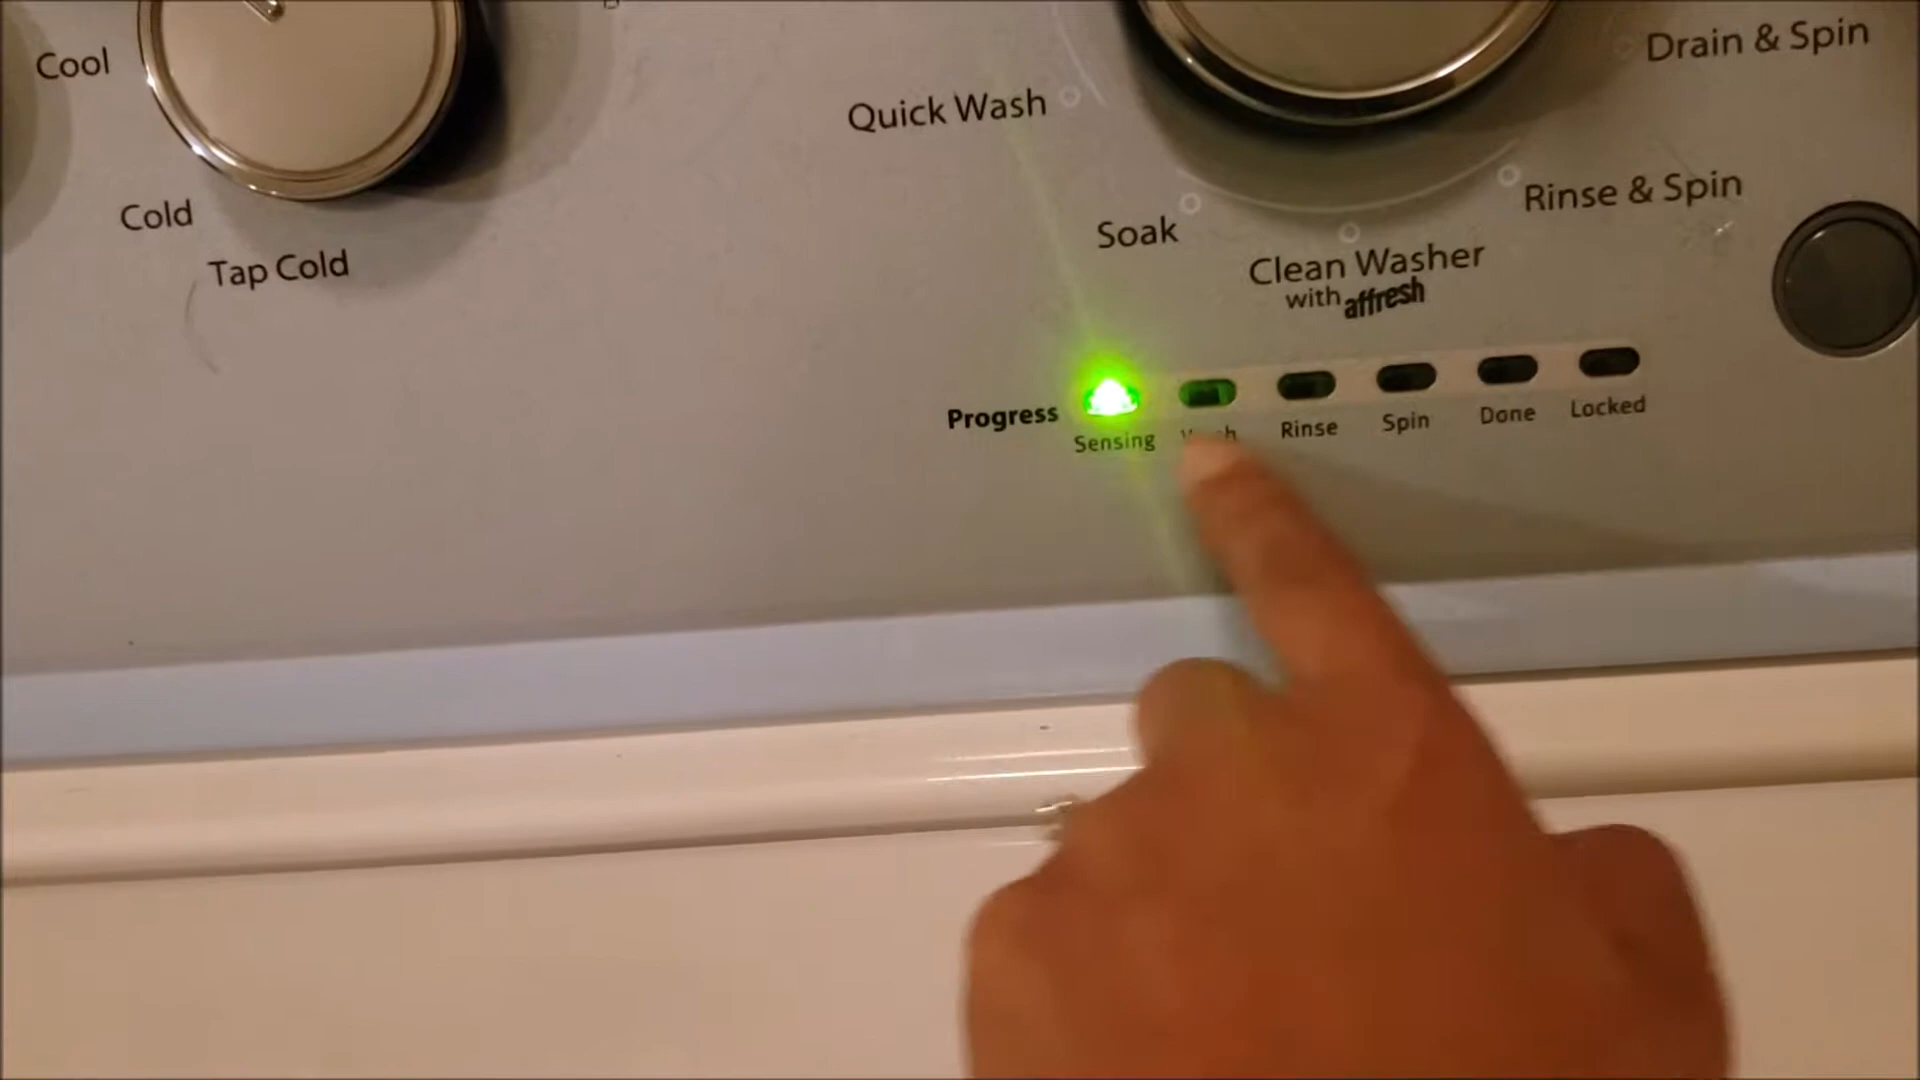 Cool
Cold
Tap Cold
Quick Wash
Soak
Clean Washer
with affresh
Rinse & Spin
Drain & Spin
Progress
Sensing
Rinse
Spin
Done
Locked